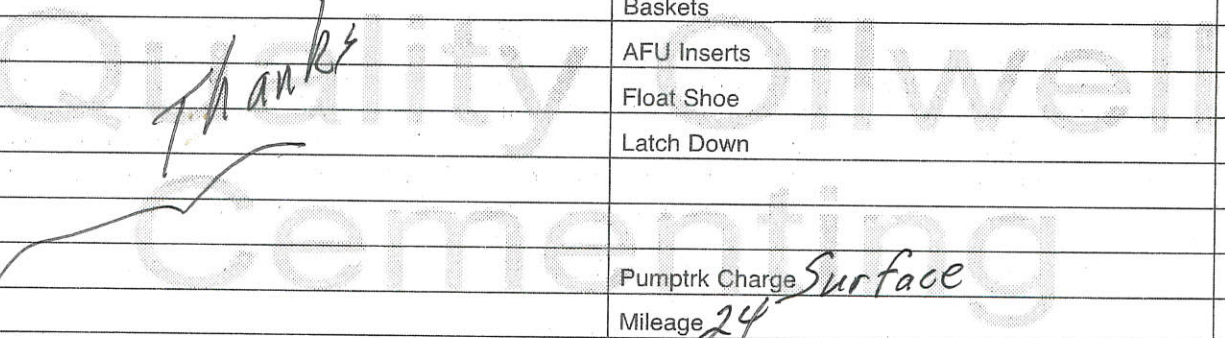 Baskets
Quality Oilwell
AFU Inserts
Thanks
Float Shoe
Latch Down
Cementing
Pumptrk Charge Surface
Mileage 24